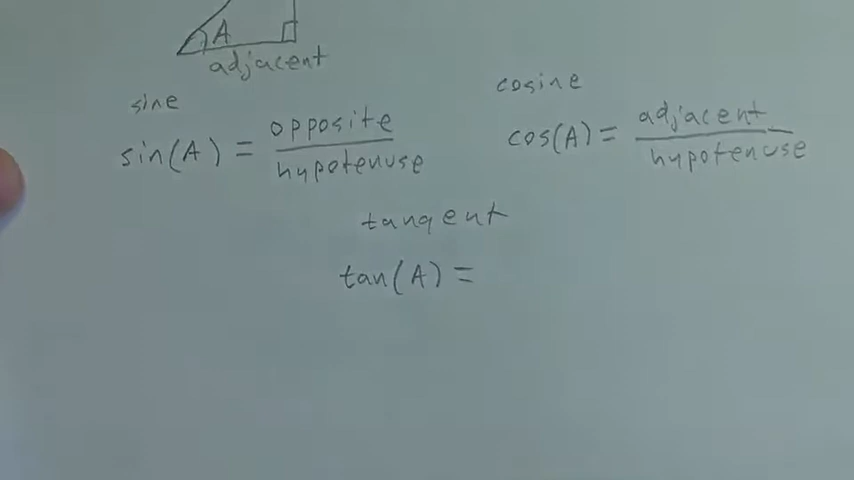 A
adjacent
sine
sin(A) = opposite / hypotenuse
cosine
cos(A) = adjacent / hypotenuse
tangent
tan(A) =